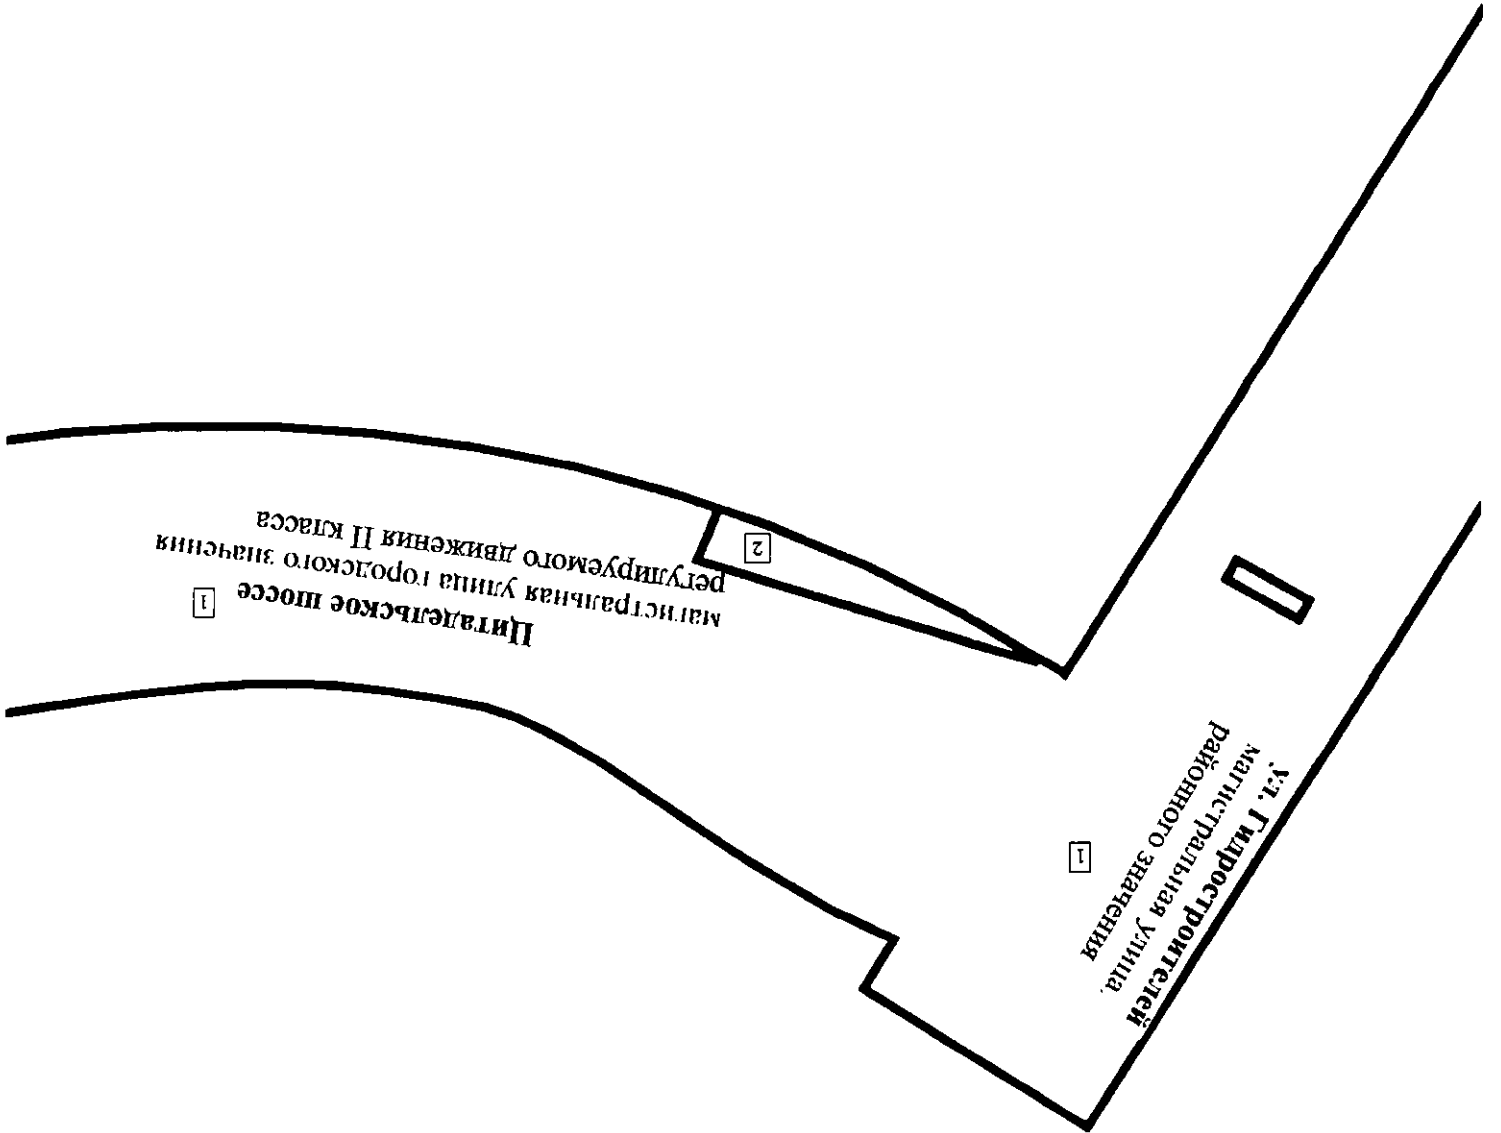 ул. Гидростроителей
магистральная улица,
районного значения
1
Цитадельское шоссе
1
магистральная улица городского значения
регулируемого движения II класса
2